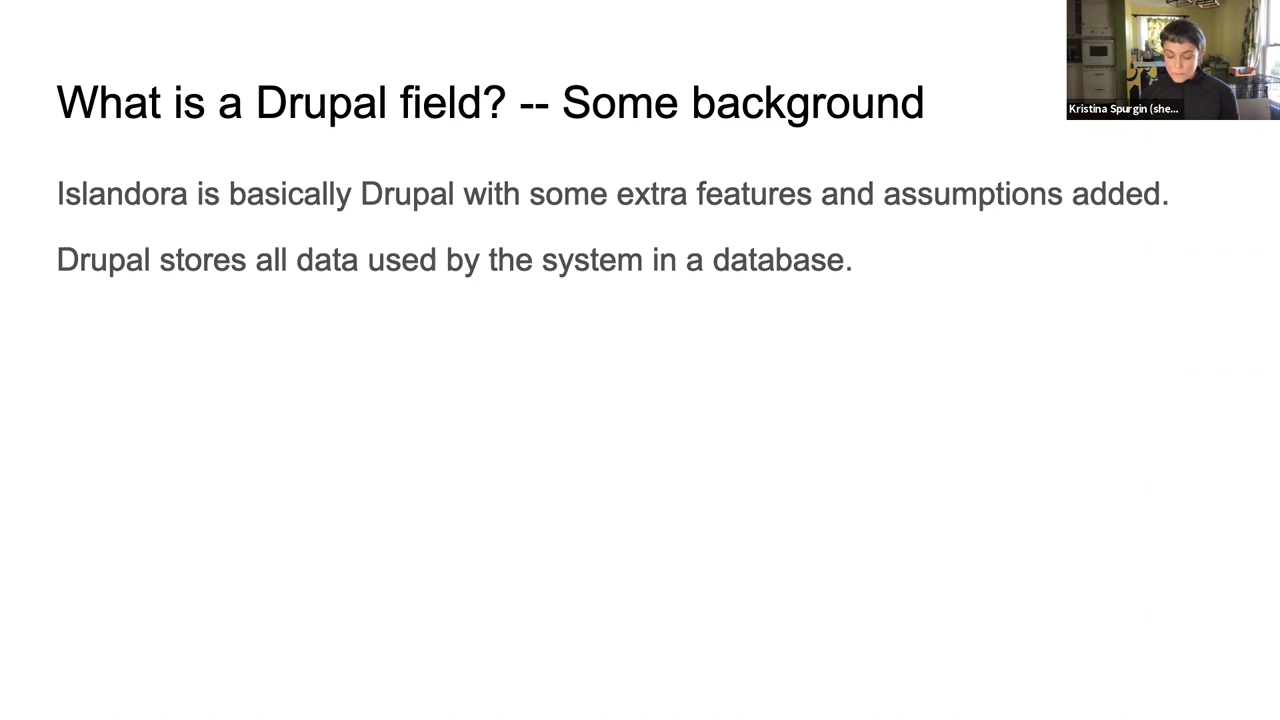 What is a Drupal field? -- Some background
Kristina Spurgin (she...
Islandora is basically Drupal with some extra features and assumptions added.
Drupal stores all data used by the system in a database.